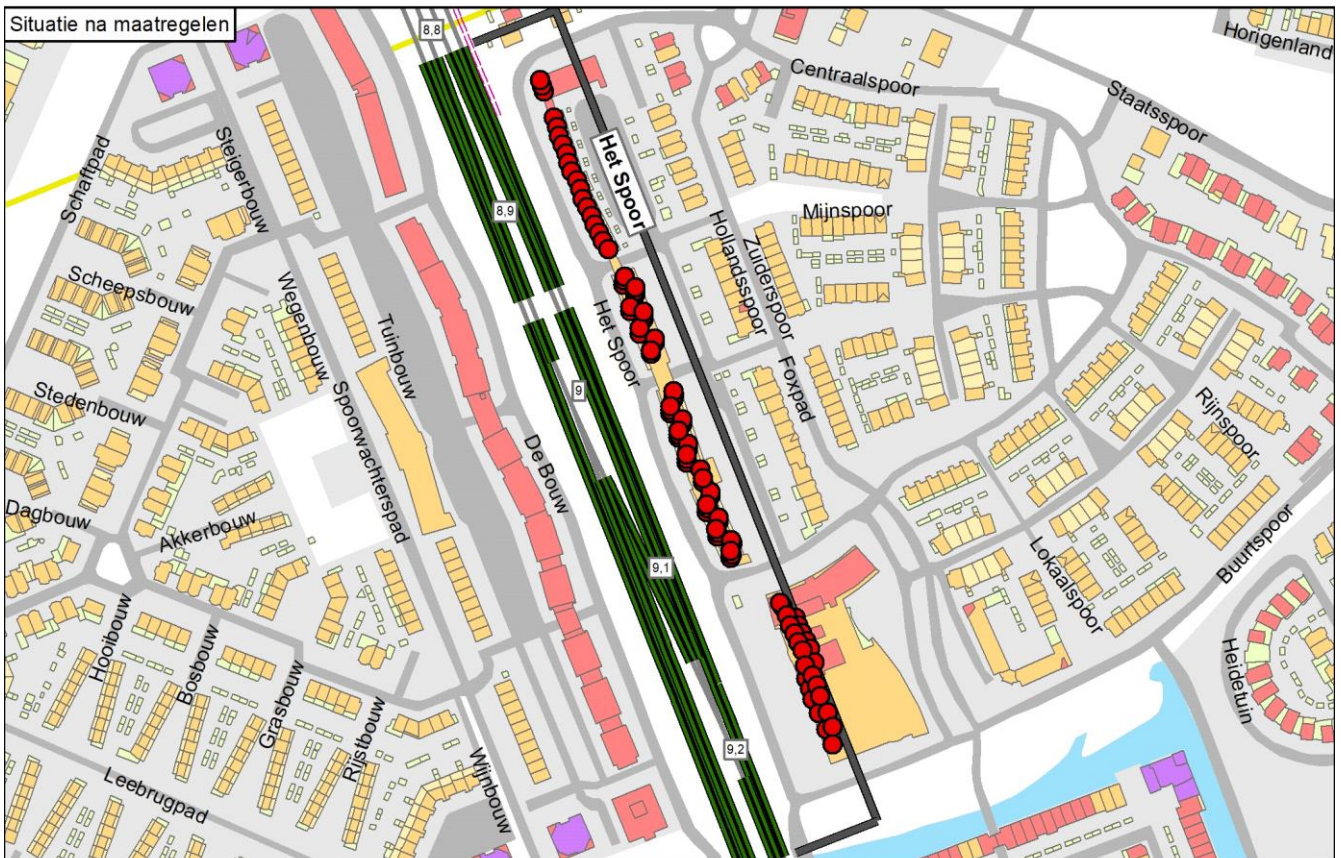 Situatie na maatregelen
8,8
Horigenland
Centraalspoor
Staatsspoor
Schaftpad
Steigerbouw
Het Spoor
8,9
Mijnspoor
Hollandsspoor
Zuiderspoor
Scheepsbouw
Wegenbouw
Tuinbouw
Het Spoor
Foxpad
Stedenbouw
9
Rijnspoor
Spoorwachterspad
De Bouw
Dagbouw
Akkerbouw
9,1
Lokaalspoor
Buurtspoor
Hooibouw
Bosbouw
Grasbouw
Rijstbouw
Heidetuin
9,2
Wijnbouw
Leebrugpad